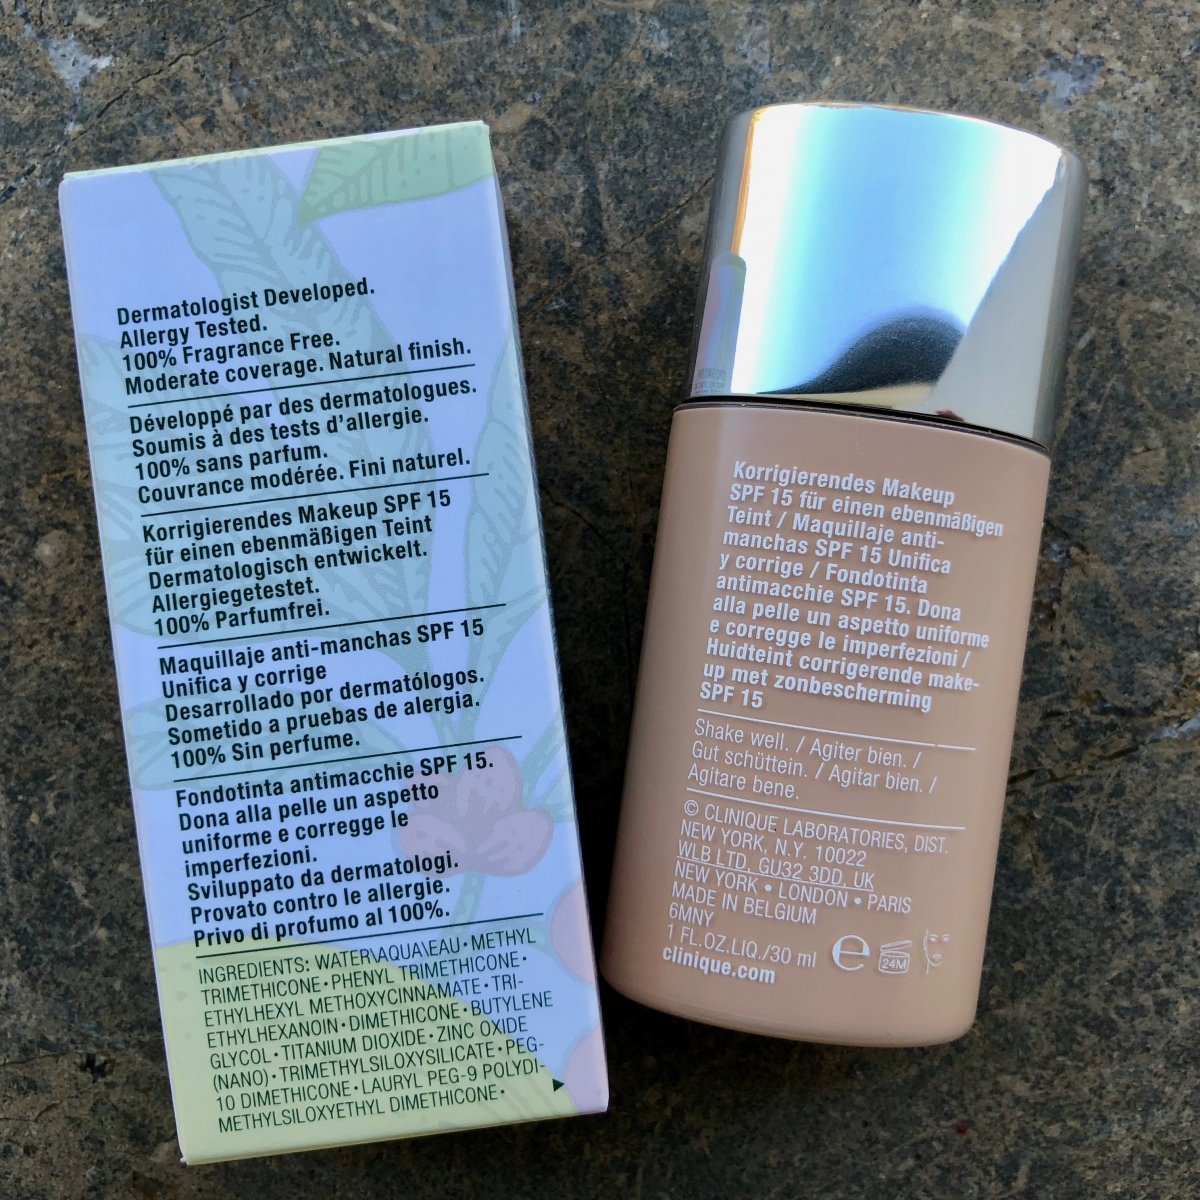 Dermatologist Developed.
Allergy Tested.
100% Fragrance Free.
Moderate coverage. Natural finish.
Développé par des dermatologues.
Soumis à des tests d'allergie.
100% sans parfum.
Couvrance modérée. Fini naturel.
Korrigierendes Makeup SPF 15
für einen ebenmäßigen Teint
Dermatologisch entwickelt.
Allergiegetestet.
100% Parfumfrei.
Maquillaje anti-manchas SPF 15
Unifica y corrige
Desarrollado por dermatólogos.
Sometido a pruebas de alergia.
100% Sin perfume.
Fondotinta antimacchie SPF 15.
Dona alla pelle un aspetto
uniforme e corregge le
imperfezioni.
Sviluppato da dermatologi.
Provato contro le allergie.
Privo di profumo al 100%.
INGREDIENTS: WATER\AQUA\EAU • METHYL
TRIMETHICONE • PHENYL TRIMETHICONE •
ETHYLHEXYL METHOXYCINNAMATE • TRI-
ETHYLHEXANOIN • DIMETHICONE • BUTYLENE
GLYCOL • TITANIUM DIOXIDE • ZINC OXIDE
(NANO) • TRIMETHYLSILOXYSILICATE • PEG-
10 DIMETHICONE • LAURYL PEG-9 POLYDI-
METHYLSILOXYETHYL DIMETHICONE •
Korrigierendes Makeup
SPF 15 für einen ebenmäßigen
Teint / Maquillaje anti-
manchas SPF 15 Unifica
y corrige / Fondotinta
antimacchie SPF 15. Dona
alla pelle un aspetto uniforme
e corregge le imperfezioni /
Huidteint corrigerende make-
up met zonbescherming
SPF 15
Shake well. / Agiter bien. /
Gut schütteln. / Agitar bien. /
Agitare bene.
© CLINIQUE LABORATORIES, DIST.
NEW YORK, N.Y. 10022
WLB LTD. GU32 3DD, UK
NEW YORK • LONDON • PARIS
MADE IN BELGIUM
6MNY
1 FL.OZ.LIQ./30 ml e 24M
clinique.com